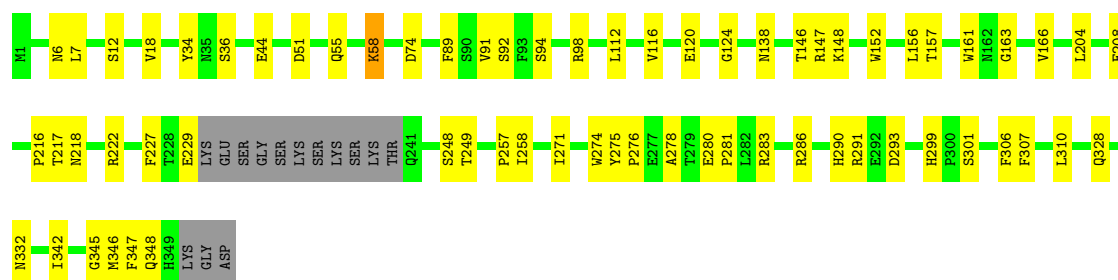 M1 N6 L7 S12 V18 Y34 N35 S36 E44 D51 Q55 K58 D74 F89 S90 V91 S92 F93 S94 R98 L112 V116 E120 G124 N138 T146 R147 K148 W152 L156 T157 W161 N162 G163 V166 L204
P216 T217 N218 R222 F227 T228 E229 LYS GLU SER GLY SER LYS SER LYS SER LYS THR Q241 S248 T249 P257 I258 I271 W274 Y275 P276 E277 A278 T279 E280 P281 L282 R283 R286 H290 R291 E292 D293 H299 P300 S301 F306 F307 L310 Q328
N332 I342 G345 M346 F347 Q348 H349 LYS GLY ASP